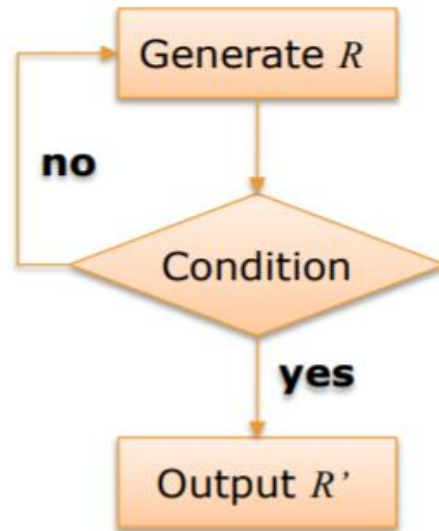 Generate R
no
Condition
yes
Output R’